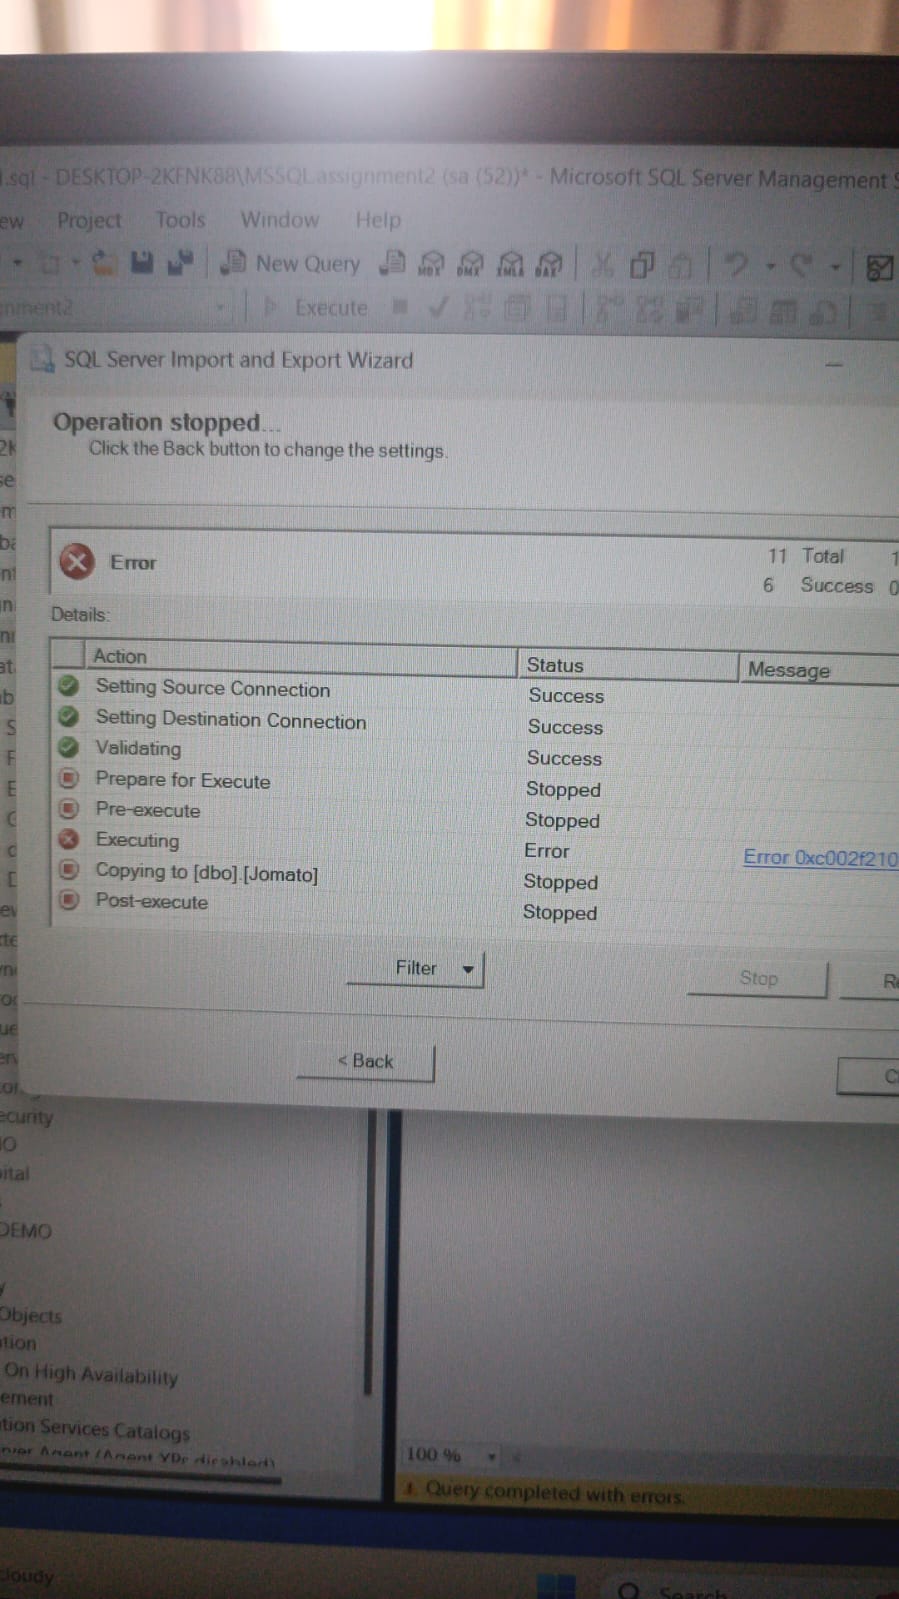 .sql - DESKTOP-2KFNK88\MSSQL.assignment2 (sa (52))* - Microsoft SQL Server Management S
ew Project Tools Window Help
New Query MDX DMX XMLA DAX
nment2 Execute
SQL Server Import and Export Wizard
Operation stopped...
Click the Back button to change the settings.
Error
11 Total 1
6 Success 0
Details:
Action Status Message
Setting Source Connection Success
Setting Destination Connection Success
Validating Success
Prepare for Execute Stopped
Pre-execute Stopped
Executing Error Error 0xc002f210
Copying to [dbo].[Jomato] Stopped
Post-execute Stopped
Filter Stop Re
< Back
ecurity
ital
DEMO
Objects
tion
On High Availability
ement
tion Services Catalogs
100 %
Query completed with errors.
cloudy
Search